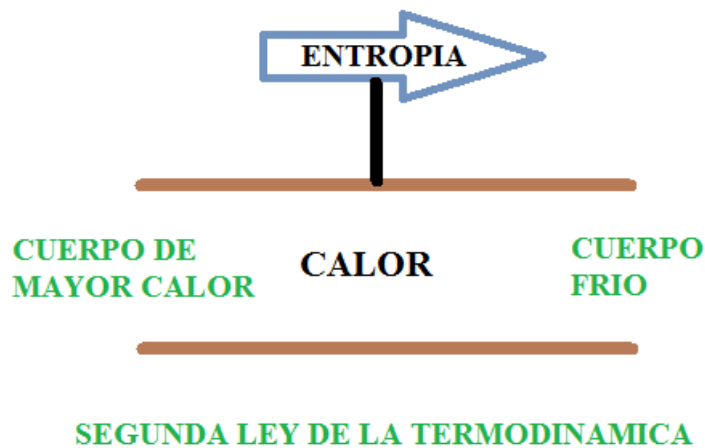 ENTROPIA
CUERPO DE
MAYOR CALOR
CALOR
CUERPO
FRIO
SEGUNDA LEY DE LA TERMODINAMICA